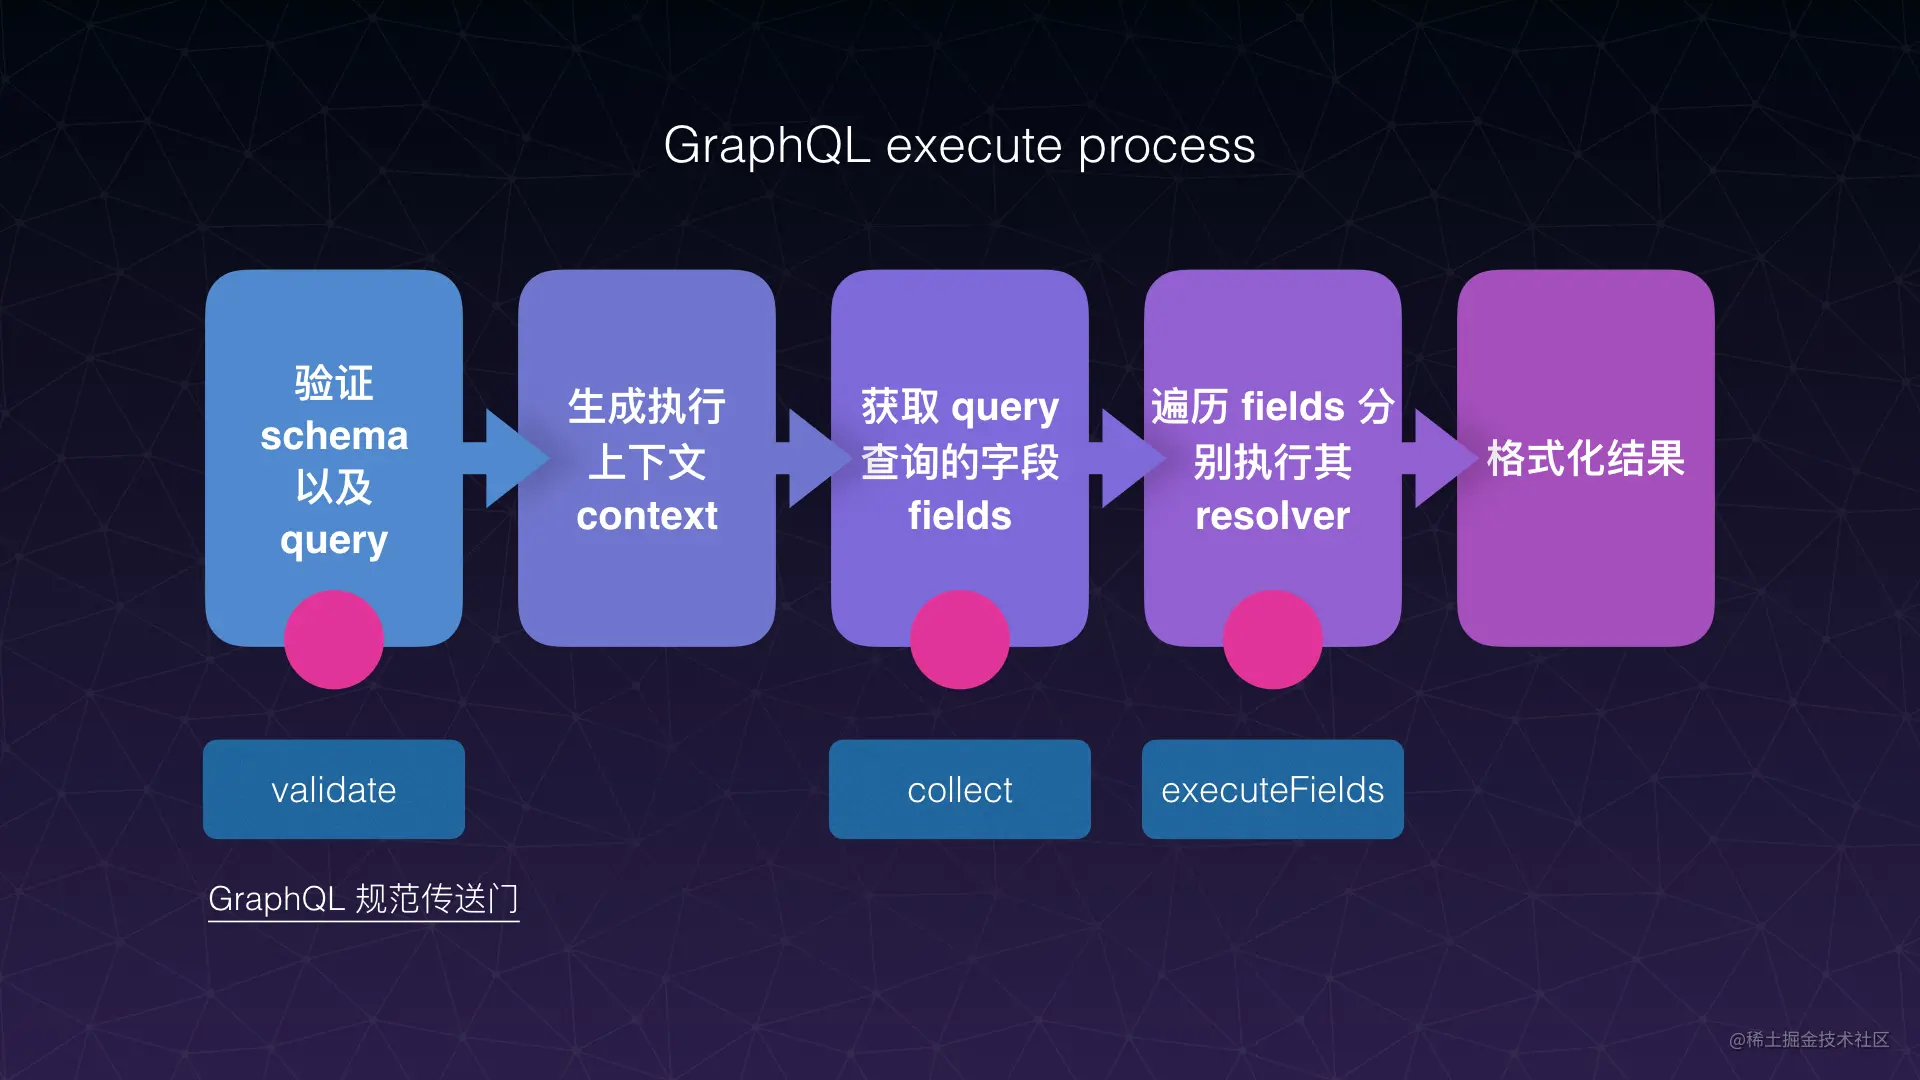 GraphQL execute process
验证
schema
以及
query
生成执行
上下文
context
获取 query
查询的字段
fields
遍历 fields 分
别执行其
resolver
格式化结果
validate
collect
executeFields
GraphQL 规范传送门
@稀土掘金技术社区